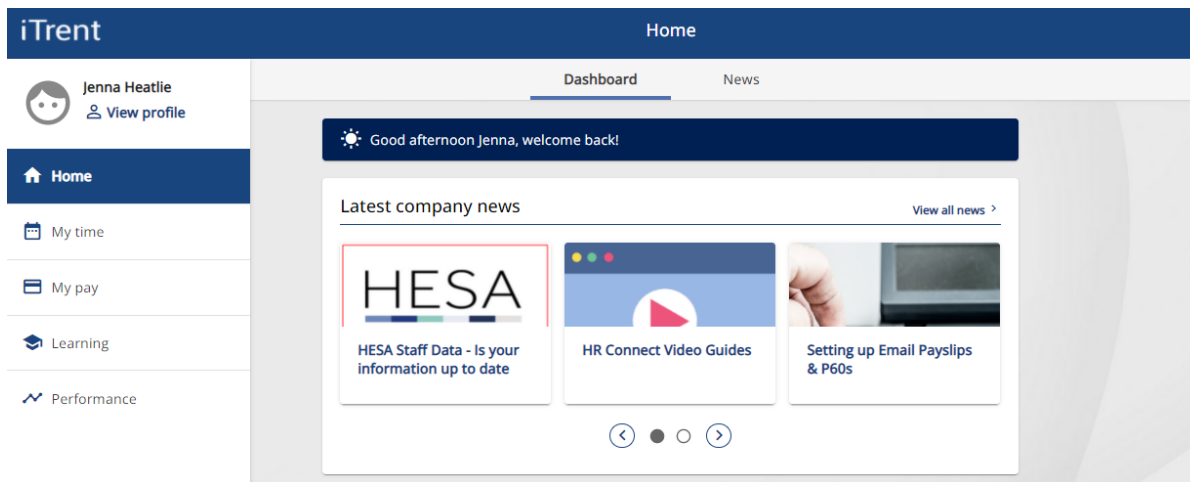 iTrent
Home
Jenna Heatlie
View profile
Dashboard
News
Good afternoon Jenna, welcome back!
Home
My time
My pay
Learning
Performance
Latest company news
View all news
HESA
HESA Staff Data - Is your
information up to date
HR Connect Video Guides
Setting up Email Payslips
& P60s